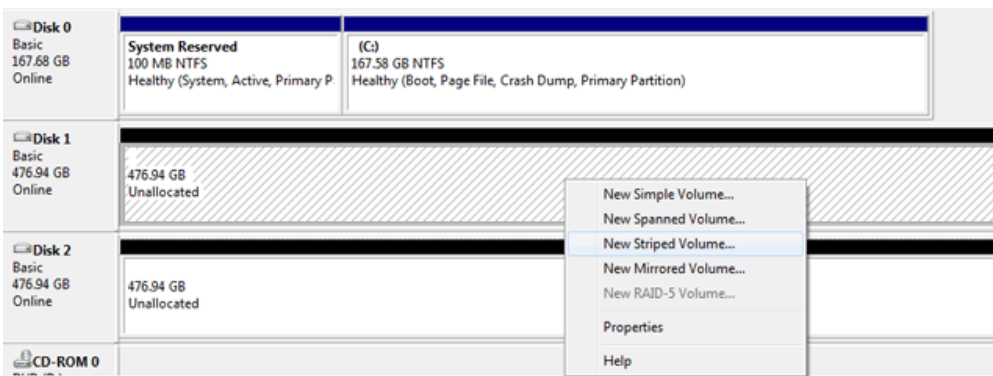 Disk 0
Basic
167.68 GB
Online
System Reserved
100 MB NTFS
Healthy (System, Active, Primary P
(C:)
167.58 GB NTFS
Healthy (Boot, Page File, Crash Dump, Primary Partition)
Disk 1
Basic
476.94 GB
Online
476.94 GB
Unallocated
New Simple Volume...
New Spanned Volume...
New Striped Volume...
New Mirrored Volume...
New RAID-5 Volume...
Properties
Help
Disk 2
Basic
476.94 GB
Online
476.94 GB
Unallocated
CD-ROM 0